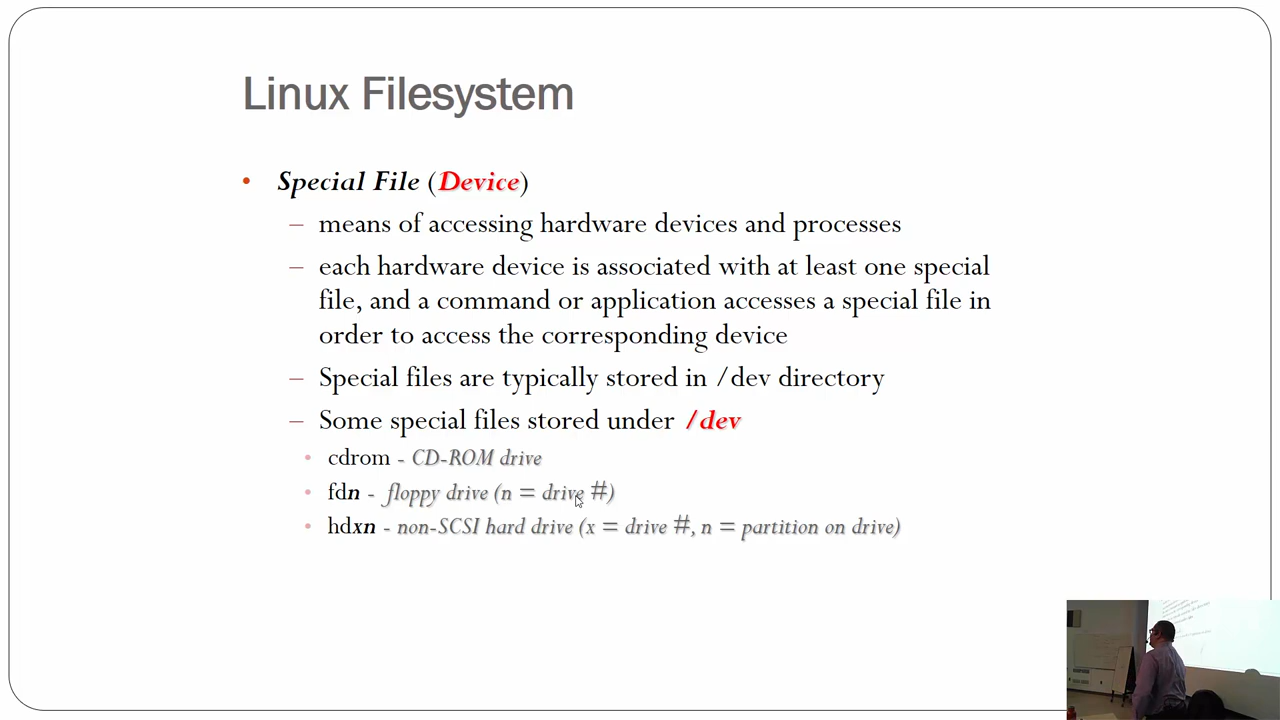 Linux Filesystem
• Special File (Device)
– means of accessing hardware devices and processes
– each hardware device is associated with at least one special
file, and a command or application accesses a special file in
order to access the corresponding device
– Special files are typically stored in /dev directory
– Some special files stored under /dev
• cdrom - CD-ROM drive
• fdn - floppy drive (n = drive #)
• hdxn - non-SCSI hard drive (x = drive #, n = partition on drive)